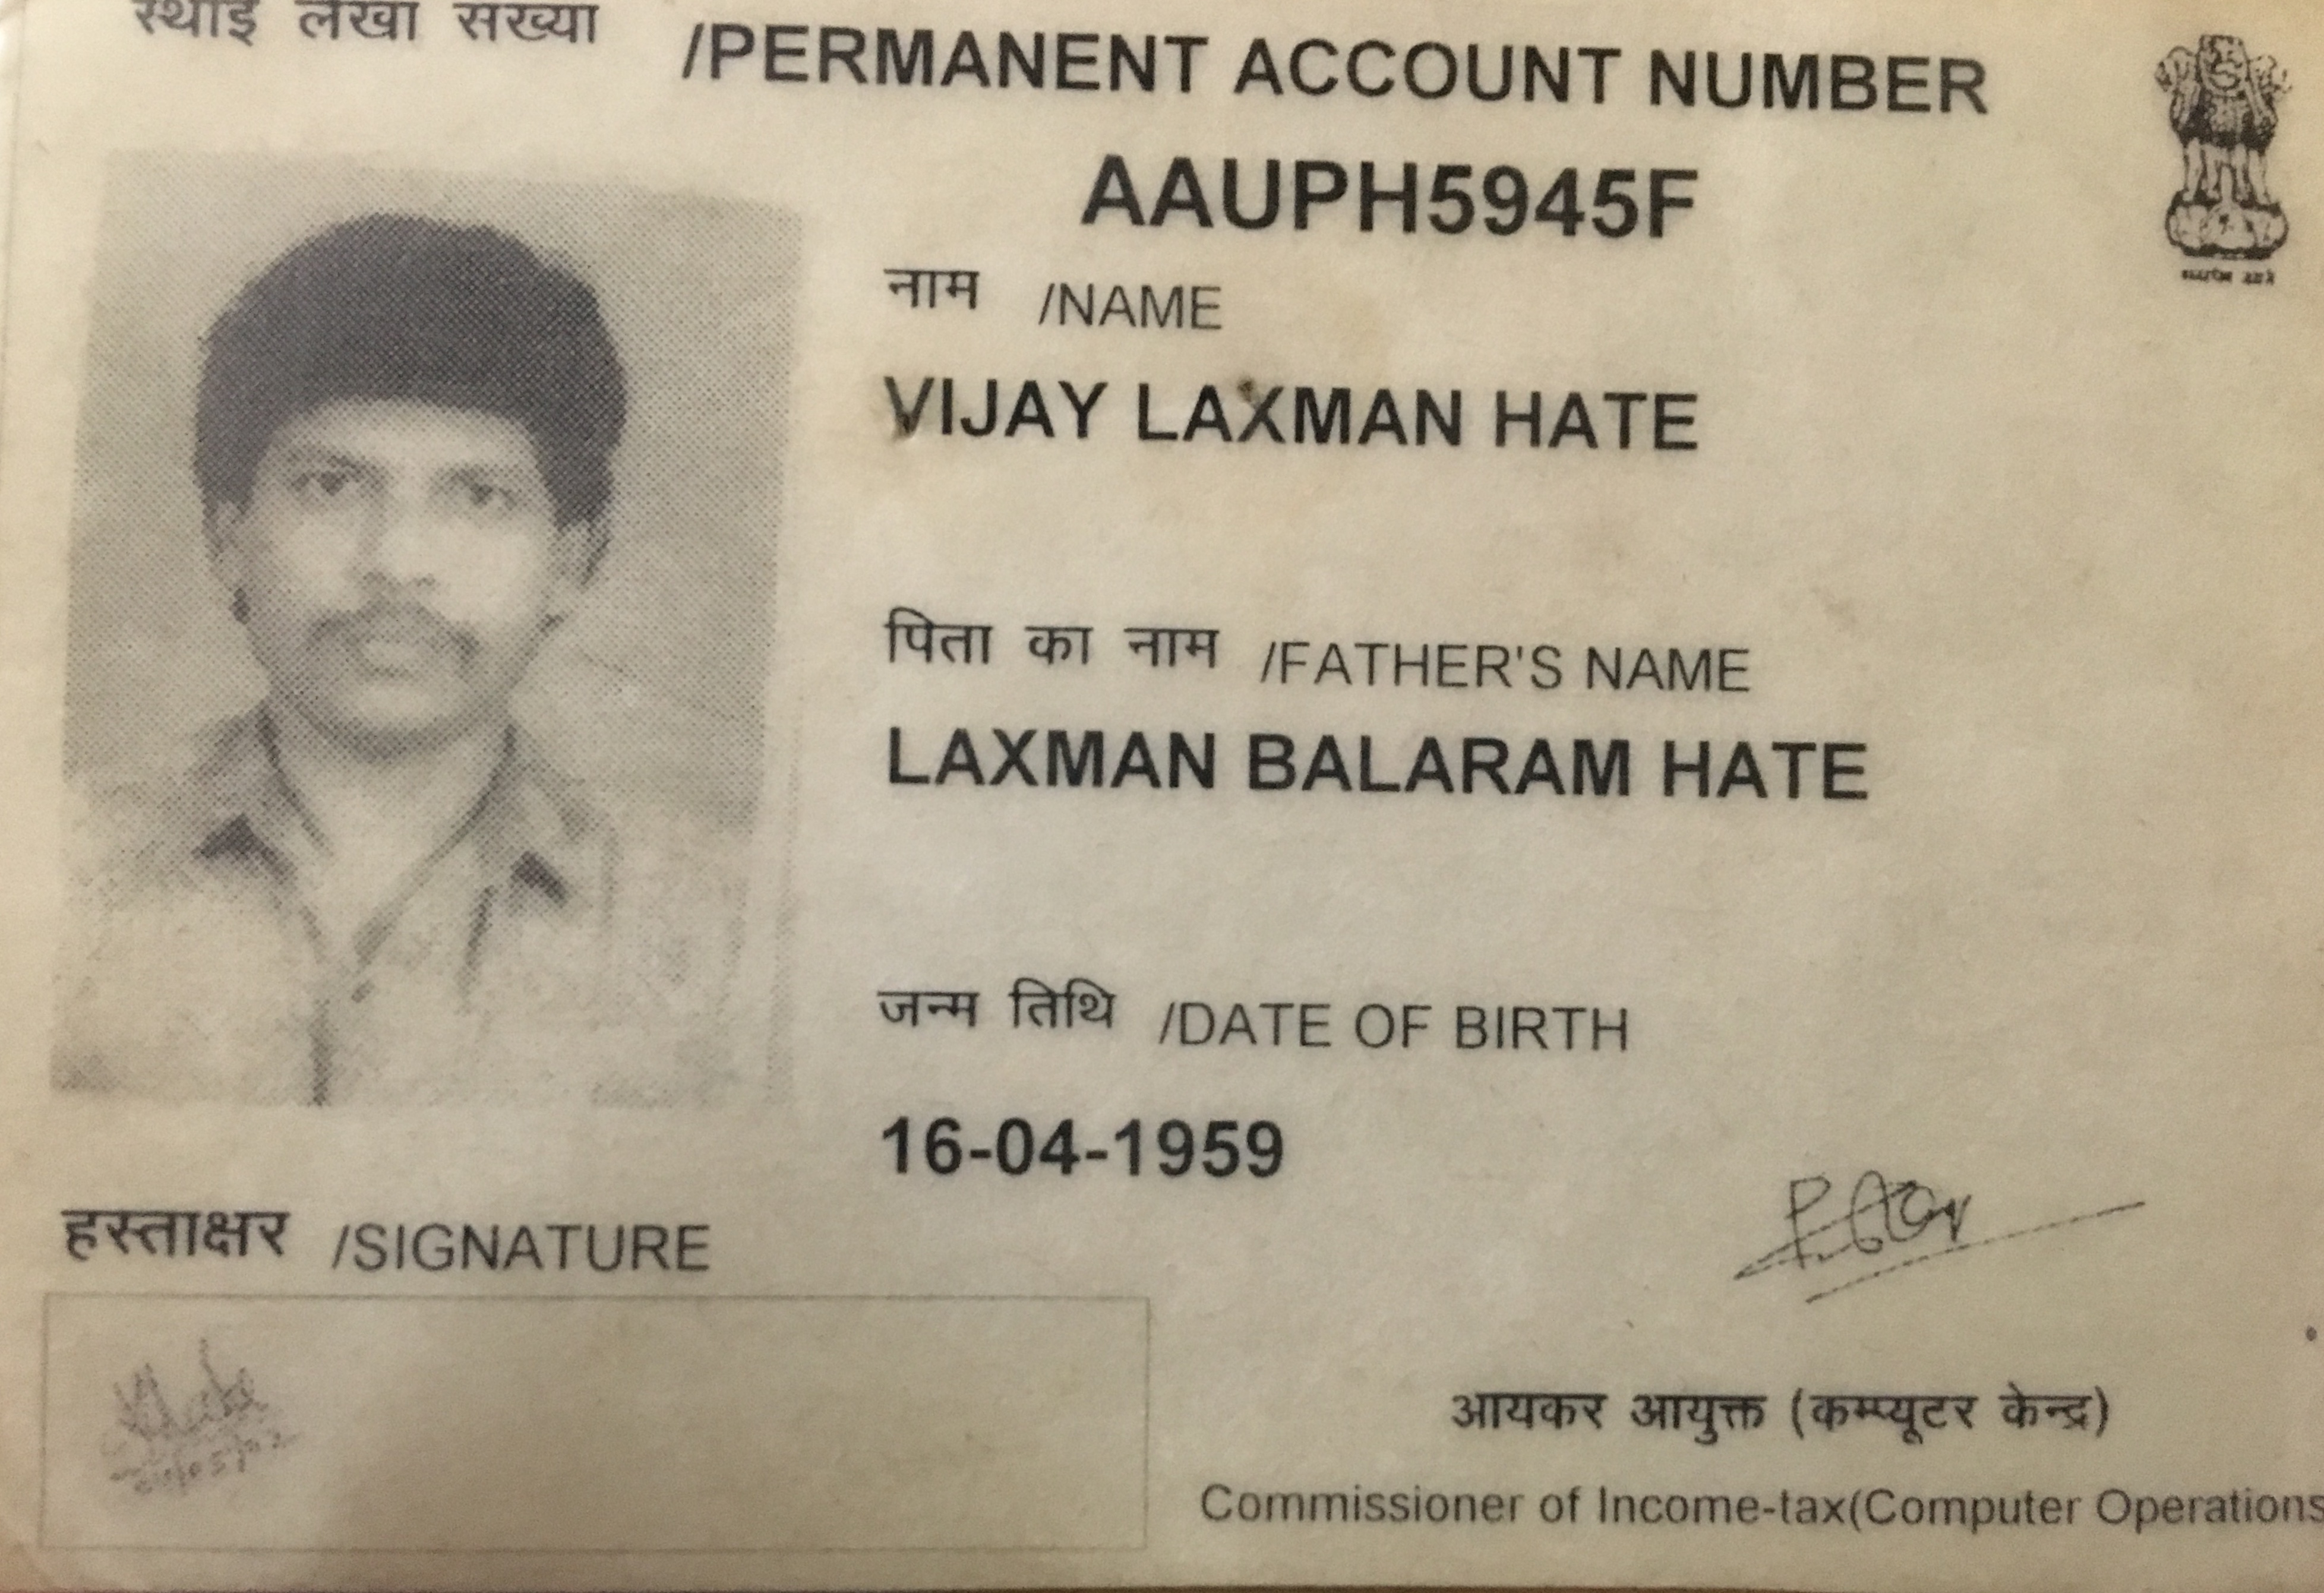 स्थाई लेखा संख्या /PERMANENT ACCOUNT NUMBER
AAUPH5945F
नाम /NAME
VIJAY LAXMAN HATE
पिता का नाम /FATHER'S NAME
LAXMAN BALARAM HATE
जन्म तिथि /DATE OF BIRTH
16-04-1959
हस्ताक्षर /SIGNATURE
आयकर आयुक्त (कम्प्यूटर केन्द्र)
Commissioner of Income-tax(Computer Operations